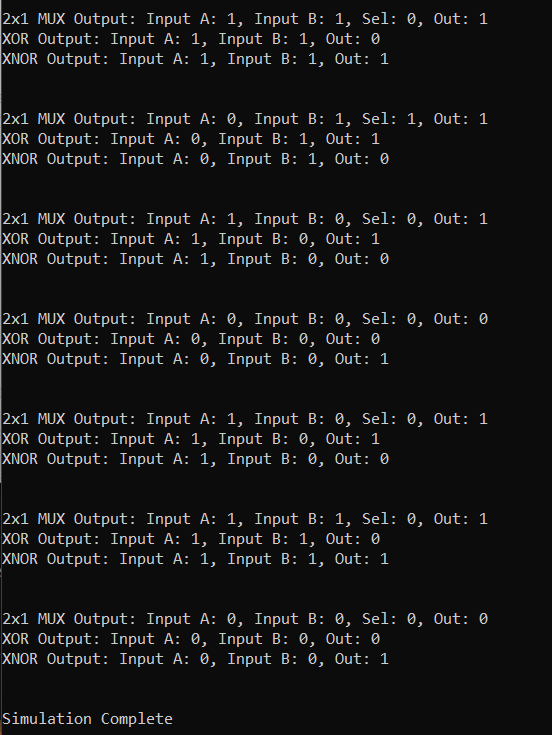 2x1 MUX Output: Input A: 1, Input B: 1, Sel: 0, Out: 1
XOR Output: Input A: 1, Input B: 1, Out: 0
XNOR Output: Input A: 1, Input B: 1, Out: 1
2x1 MUX Output: Input A: 0, Input B: 1, Sel: 1, Out: 1
XOR Output: Input A: 0, Input B: 1, Out: 1
XNOR Output: Input A: 0, Input B: 1, Out: 0
2x1 MUX Output: Input A: 1, Input B: 0, Sel: 0, Out: 1
XOR Output: Input A: 1, Input B: 0, Out: 1
XNOR Output: Input A: 1, Input B: 0, Out: 0
2x1 MUX Output: Input A: 0, Input B: 0, Sel: 0, Out: 0
XOR Output: Input A: 0, Input B: 0, Out: 0
XNOR Output: Input A: 0, Input B: 0, Out: 1
2x1 MUX Output: Input A: 1, Input B: 0, Sel: 0, Out: 1
XOR Output: Input A: 1, Input B: 0, Out: 1
XNOR Output: Input A: 1, Input B: 0, Out: 0
2x1 MUX Output: Input A: 1, Input B: 1, Sel: 0, Out: 1
XOR Output: Input A: 1, Input B: 1, Out: 0
XNOR Output: Input A: 1, Input B: 1, Out: 1
2x1 MUX Output: Input A: 0, Input B: 0, Sel: 0, Out: 0
XOR Output: Input A: 0, Input B: 0, Out: 0
XNOR Output: Input A: 0, Input B: 0, Out: 1
Simulation Complete